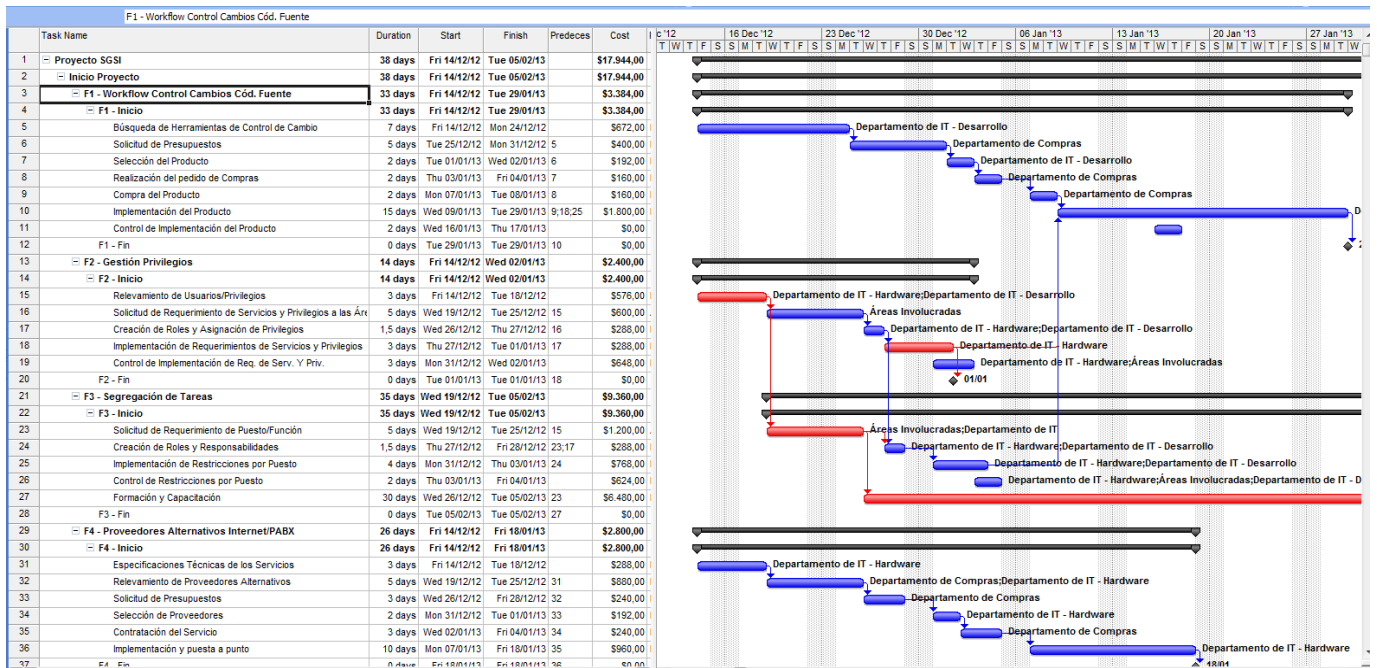 F1 - Workflow Control Cambios Cód. Fuente
Task Name Duration Start Finish Predeces Cost
c '12 16 Dec '12 23 Dec '12 30 Dec '12 06 Jan '13 13 Jan '13 20 Jan '13 27 Jan '13
T W T F S S M T W T F S S M T W T F S S M T W T F S S M T W T F S S M T W T F S S M T W T F S S M T W
1 Proyecto SGSI 38 days Fri 14/12/12 Tue 05/02/13 $17.944,00
2 Inicio Proyecto 38 days Fri 14/12/12 Tue 05/02/13 $17.944,00
3 F1 - Workflow Control Cambios Cód. Fuente 33 days Fri 14/12/12 Tue 29/01/13 $3.384,00
4 F1 - Inicio 33 days Fri 14/12/12 Tue 29/01/13 $3.384,00
5 Búsqueda de Herramientas de Control de Cambio 7 days Fri 14/12/12 Mon 24/12/12 $672,00 Departamento de IT - Desarrollo
6 Solicitud de Presupuestos 5 days Tue 25/12/12 Mon 31/12/12 5 $400,00 Departamento de Compras
7 Selección del Producto 2 days Tue 01/01/13 Wed 02/01/13 6 $192,00 Departamento de IT - Desarrollo
8 Realización del pedido de Compras 2 days Thu 03/01/13 Fri 04/01/13 7 $160,00 Departamento de Compras
9 Compra del Producto 2 days Mon 07/01/13 Tue 08/01/13 8 $160,00 Departamento de Compras
10 Implementación del Producto 15 days Wed 09/01/13 Tue 29/01/13 9;18;25 $1.800,00 D
11 Control de Implementación del Producto 2 days Wed 16/01/13 Thu 17/01/13 $0,00
12 F1 - Fin 0 days Tue 29/01/13 Tue 29/01/13 10 $0,00
13 F2 - Gestión Privilegios 14 days Fri 14/12/12 Wed 02/01/13 $2.400,00
14 F2 - Inicio 14 days Fri 14/12/12 Wed 02/01/13 $2.400,00
15 Relevamiento de Usuarios/Privilegios 3 days Fri 14/12/12 Tue 18/12/12 $576,00 Departamento de IT - Hardware;Departamento de IT - Desarrollo
16 Solicitud de Requerimiento de Servicios y Privilegios a las Áre 5 days Wed 19/12/12 Tue 25/12/12 15 $600,00 Áreas Involucradas
17 Creación de Roles y Asignación de Privilegios 1,5 days Wed 26/12/12 Thu 27/12/12 16 $288,00 Departamento de IT - Hardware;Departamento de IT - Desarrollo
18 Implementación de Requerimientos de Servicios y Privilegios 3 days Thu 27/12/12 Tue 01/01/13 17 $288,00 Departamento de IT - Hardware
19 Control de Implementación de Req. de Serv. Y Priv. 3 days Mon 31/12/12 Wed 02/01/13 $648,00 Departamento de IT - Hardware;Áreas Involucradas
20 F2 - Fin 0 days Tue 01/01/13 Tue 01/01/13 18 $0,00 01/01
21 F3 - Segregación de Tareas 35 days Wed 19/12/12 Tue 05/02/13 $9.360,00
22 F3 - Inicio 35 days Wed 19/12/12 Tue 05/02/13 $9.360,00
23 Solicitud de Requerimiento de Puesto/Función 5 days Wed 19/12/12 Tue 25/12/12 15 $1.200,00 Áreas Involucradas;Departamento de IT
24 Creación de Roles y Responsabilidades 1,5 days Thu 27/12/12 Fri 28/12/12 23;17 $288,00 Departamento de IT - Hardware;Departamento de IT - Desarrollo
25 Implementación de Restricciones por Puesto 4 days Mon 31/12/12 Thu 03/01/13 24 $768,00 Departamento de IT - Hardware;Departamento de IT - Desarrollo
26 Control de Restricciones por Puesto 2 days Thu 03/01/13 Fri 04/01/13 $624,00 Departamento de IT - Hardware;Áreas Involucradas;Departamento de IT - D
27 Formación y Capacitación 30 days Wed 26/12/12 Tue 05/02/13 23 $6.480,00
28 F3 - Fin 0 days Tue 05/02/13 Tue 05/02/13 27 $0,00
29 F4 - Proveedores Alternativos Internet/PABX 26 days Fri 14/12/12 Fri 18/01/13 $2.800,00
30 F4 - Inicio 26 days Fri 14/12/12 Fri 18/01/13 $2.800,00
31 Especificaciones Técnicas de los Servicios 3 days Fri 14/12/12 Tue 18/12/12 $288,00 Departamento de IT - Hardware
32 Relevamiento de Proveedores Alternativos 5 days Wed 19/12/12 Tue 25/12/12 31 $880,00 Departamento de Compras;Departamento de IT - Hardware
33 Solicitud de Presupuestos 3 days Wed 26/12/12 Fri 28/12/12 32 $240,00 Departamento de Compras
34 Selección de Proveedores 2 days Mon 31/12/12 Tue 01/01/13 33 $192,00 Departamento de IT - Hardware
35 Contratación del Servicio 3 days Wed 02/01/13 Fri 04/01/13 34 $240,00 Departamento de Compras
36 Implementación y puesta a punto 10 days Mon 07/01/13 Fri 18/01/13 35 $960,00 Departamento de IT - Hardware
37 F4 - Fin 0 days Fri 18/01/13 Fri 18/01/13 36 $0,00 18/01